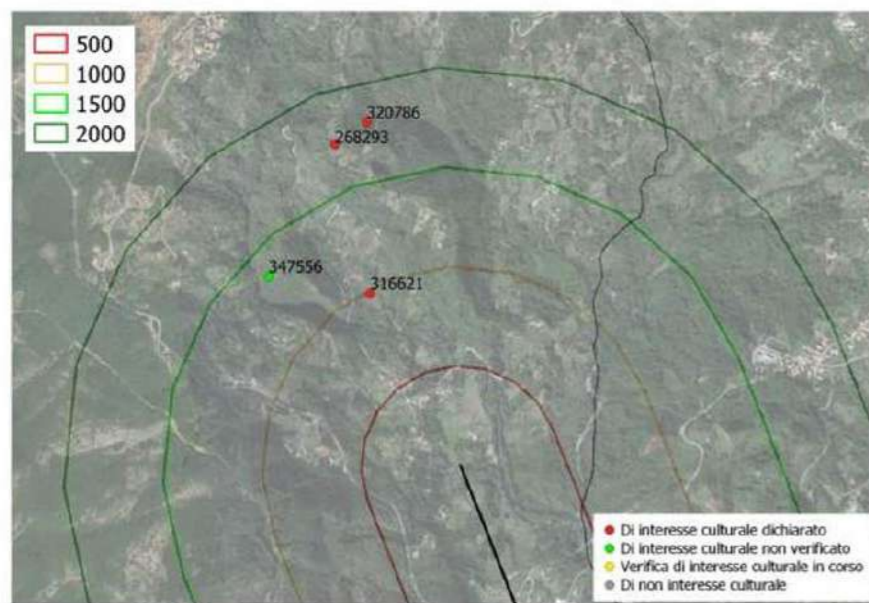 500
1000
1500
2000
320786
268293
347556
316621
Di interesse culturale dichiarato
Di interesse culturale non verificato
Verifica di interesse culturale in corso
Di non interesse culturale